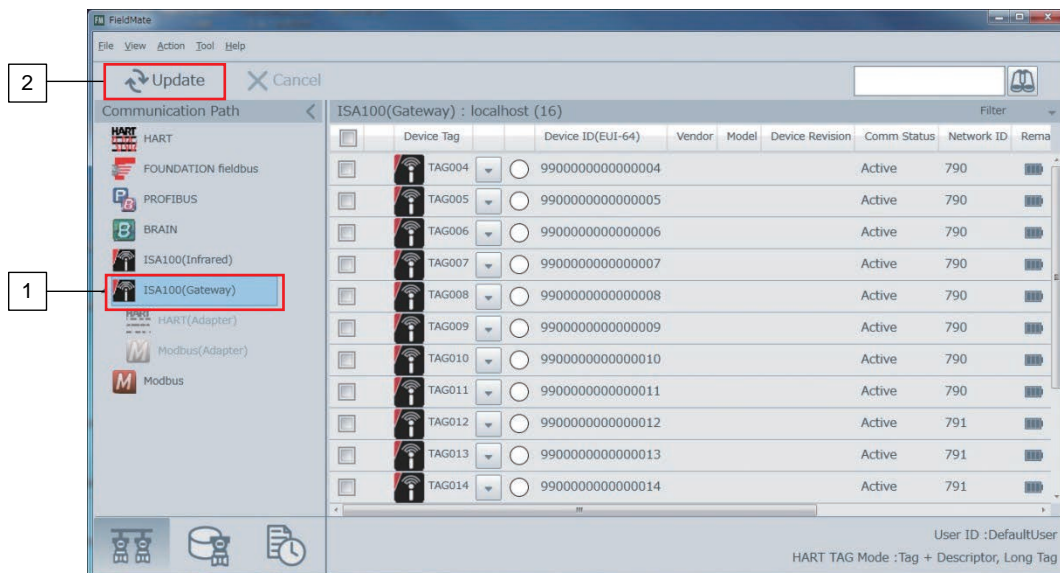 FieldMate
File View Action Tool Help
2
Update Cancel
Communication Path
ISA100(Gateway) : localhost (16) Filter
HART HART
FOUNDATION fieldbus
PROFIBUS
BRAIN
ISA100(Infrared)
1
ISA100(Gateway)
HART(Adapter)
Modbus(Adapter)
Modbus
Device Tag Device ID(EUI-64) Vendor Model Device Revision Comm Status Network ID Rema
TAG004 9900000000000004 Active 790
TAG005 9900000000000005 Active 790
TAG006 9900000000000006 Active 790
TAG007 9900000000000007 Active 790
TAG008 9900000000000008 Active 790
TAG009 9900000000000009 Active 790
TAG010 9900000000000010 Active 790
TAG011 9900000000000011 Active 790
TAG012 9900000000000012 Active 791
TAG013 9900000000000013 Active 791
TAG014 9900000000000014 Active 791
User ID :DefaultUser
HART TAG Mode :Tag + Descriptor, Long Tag